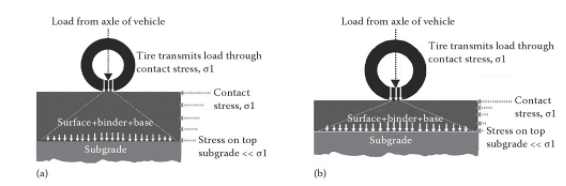 Load from axle of vehicle
Tire transmits load through
contact stress, σ1
Contact
stress, σ1
Surface+binder+base
Stress on top
subgrade << σ1
Subgrade
(a)
Load from axle of vehicle
Tire transmits load through
contact stress, σ1
Contact
stress, σ1
Surface+binder+base
Stress on top
subgrade << σ1
Subgrade
(b)